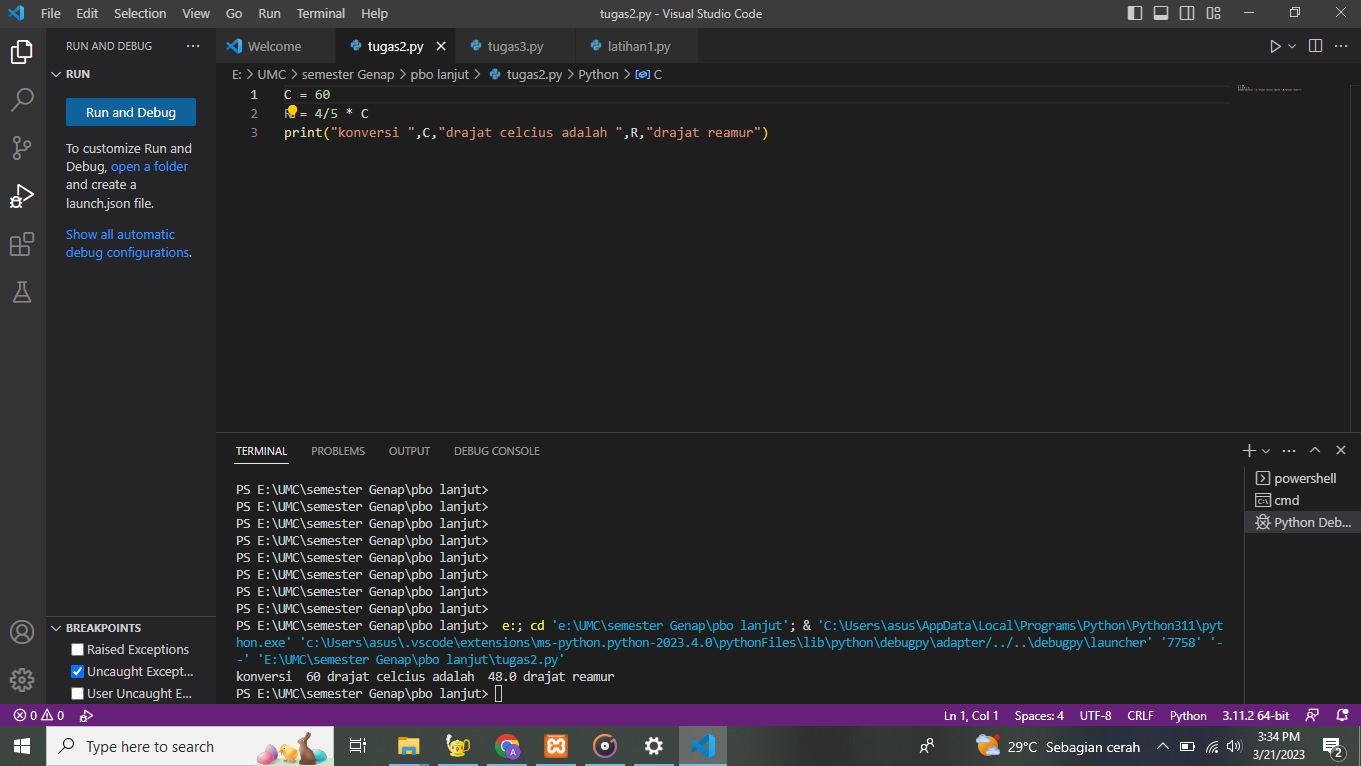 File Edit Selection View Go Run Terminal Help tugas2.py - Visual Studio Code
RUN AND DEBUG ...
Welcome tugas2.py tugas3.py latihan1.py
RUN
Run and Debug
To customize Run and
Debug, open a folder
and create a
launch.json file.
Show all automatic
debug configurations.
E: > UMC > semester Genap > pbo lanjut > tugas2.py > Python > C
1 C = 60
2 R = 4/5 * C
3 print("konversi ",C,"drajat celcius adalah ",R,"drajat reamur")
TERMINAL PROBLEMS OUTPUT DEBUG CONSOLE
powershell
cmd
Python Deb...
PS E:\UMC\semester Genap\pbo lanjut>
PS E:\UMC\semester Genap\pbo lanjut>
PS E:\UMC\semester Genap\pbo lanjut>
PS E:\UMC\semester Genap\pbo lanjut>
PS E:\UMC\semester Genap\pbo lanjut>
PS E:\UMC\semester Genap\pbo lanjut>
PS E:\UMC\semester Genap\pbo lanjut>
PS E:\UMC\semester Genap\pbo lanjut>
PS E:\UMC\semester Genap\pbo lanjut>  e:; cd 'e:\UMC\semester Genap\pbo lanjut'; & 'C:\Users\asus\AppData\Local\Programs\Python\Python311\pyt
hon.exe' 'c:\Users\asus\.vscode\extensions\ms-python.python-2023.4.0\pythonFiles\lib\python\debugpy\adapter/../..\debugpy\launcher' '7758' '-
-' 'E:\UMC\semester Genap\pbo lanjut\tugas2.py'
konversi  60 drajat celcius adalah  48.0 drajat reamur
PS E:\UMC\semester Genap\pbo lanjut>
BREAKPOINTS
Raised Exceptions
Uncaught Except...
User Uncaught E...
0 0 Ln 1, Col 1 Spaces: 4 UTF-8 CRLF Python 3.11.2 64-bit
Type here to search 29°C Sebagian cerah 3:34 PM
3/21/2023 2